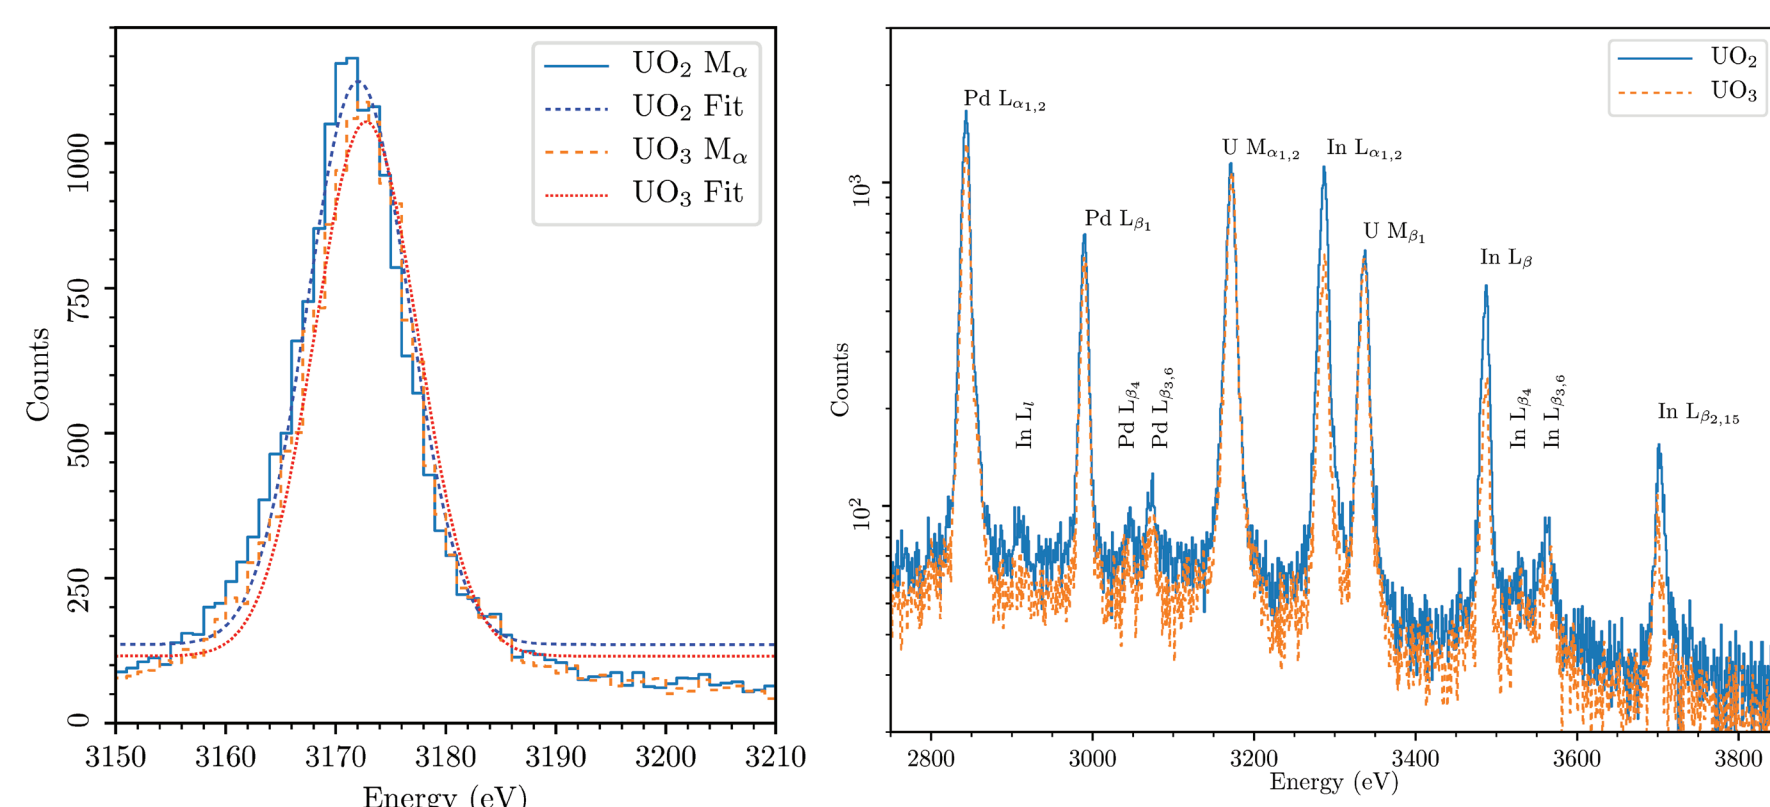 UO₂ Mα
UO₂ Fit
UO₃ Mα
UO₃ Fit
1000
750
500
250
0
Counts
3150 3160 3170 3180 3190 3200 3210
Energy (eV)
UO₂
UO₃
Pd Lα₁,₂
U Mα₁,₂
In Lα₁,₂
Pd Lβ₁
U Mβ₁
In Lβ
In Lₗ
Pd Lβ₄
Pd Lβ₃,₆
In Lβ₄
In Lβ₃,₆
In Lβ₂,₁₅
10³
10²
Counts
2800 3000 3200 3400 3600 3800
Energy (eV)